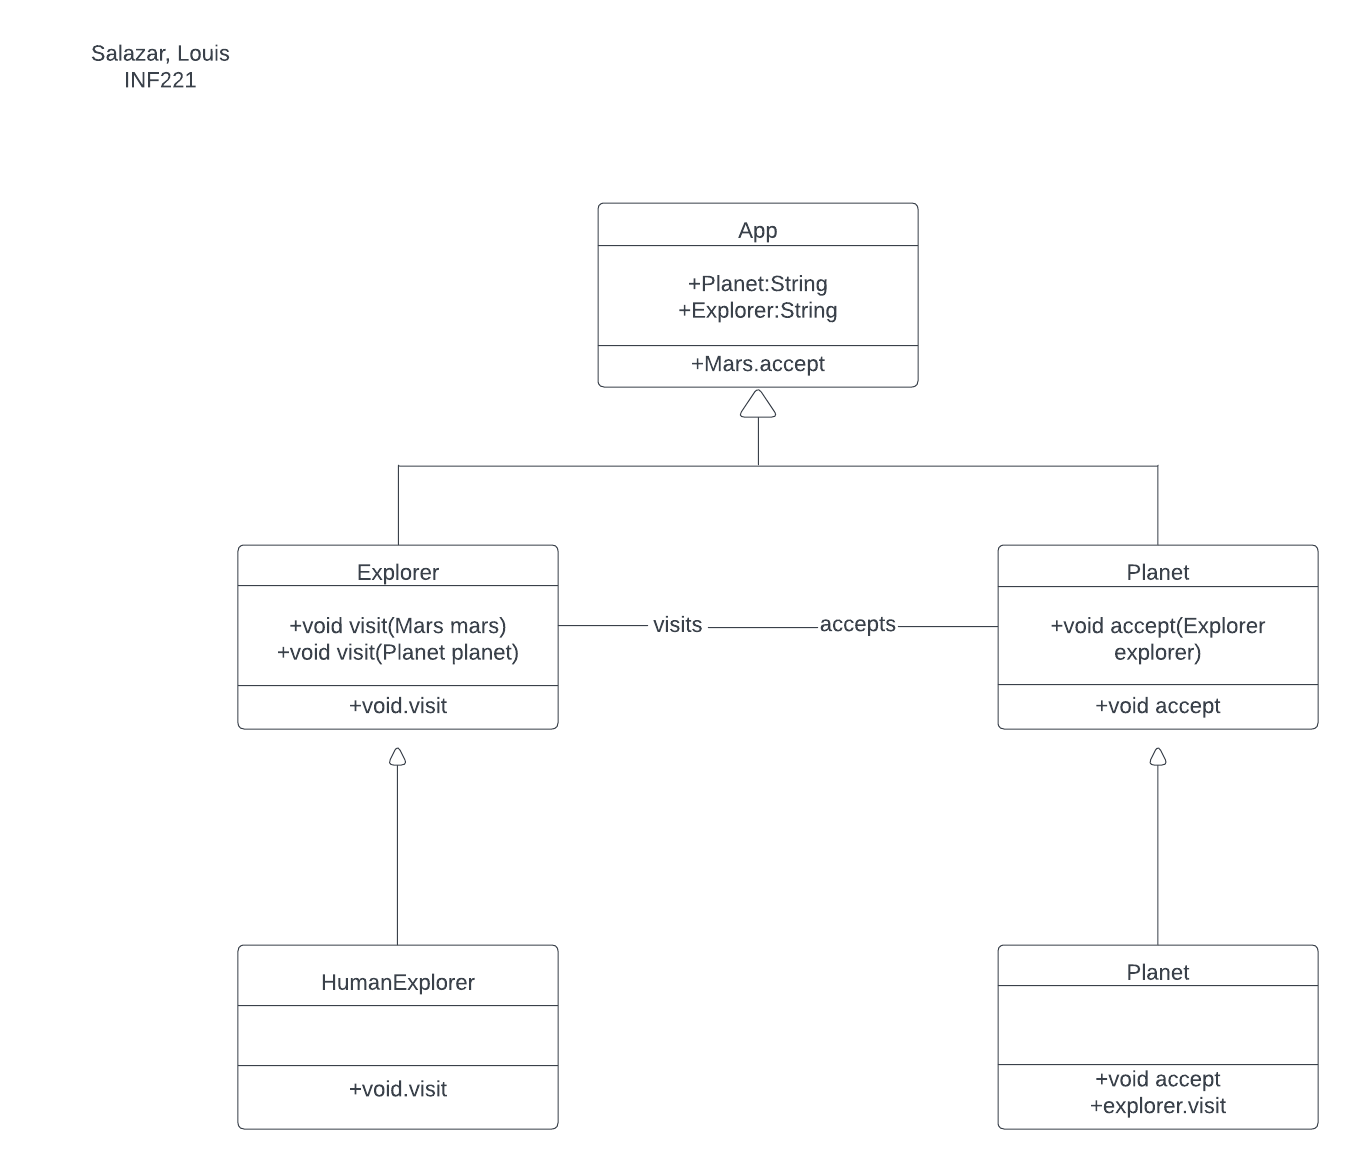 Salazar, Louis
INF221
App
+Planet:String
+Explorer:String
+Mars.accept
Explorer
+void visit(Mars mars)
+void visit(Planet planet)
+void.visit
visits
accepts
Planet
+void accept(Explorer
explorer)
+void accept
HumanExplorer
+void.visit
Planet
+void accept
+explorer.visit